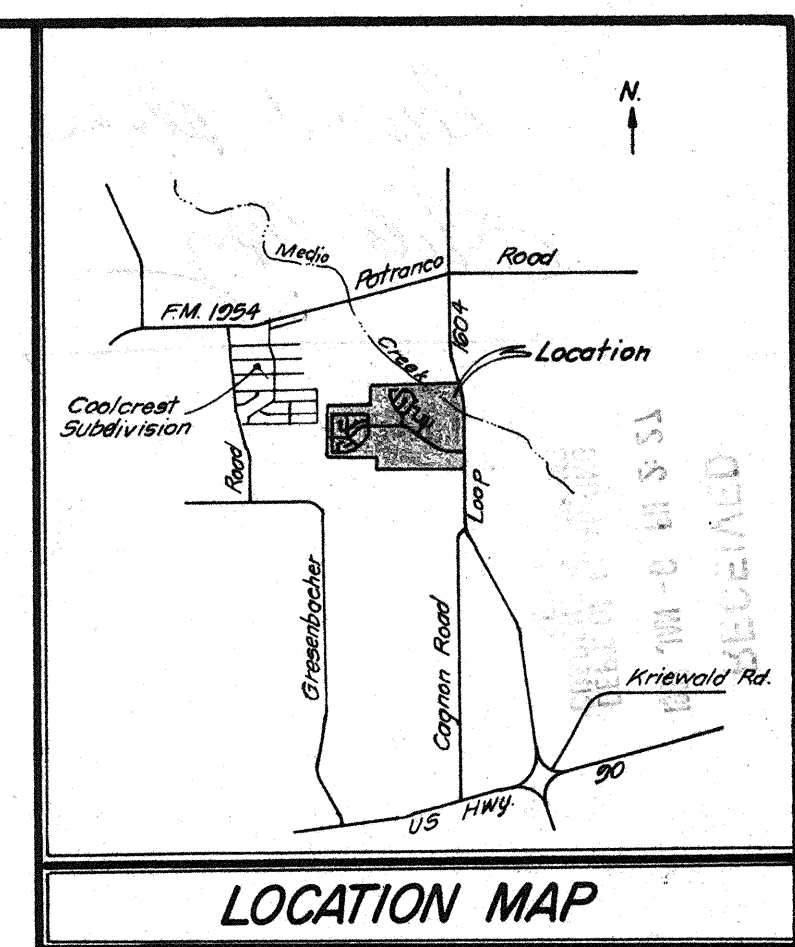 N.
Medio
Potranco
Road
F.M. 1954
1604
Creek
Location
Coolcrest
Subdivision
Road
Loop
Gresenbacher
Cagnon Road
Kriewald Rd.
US HWY. 90
LOCATION MAP
RECEIVED